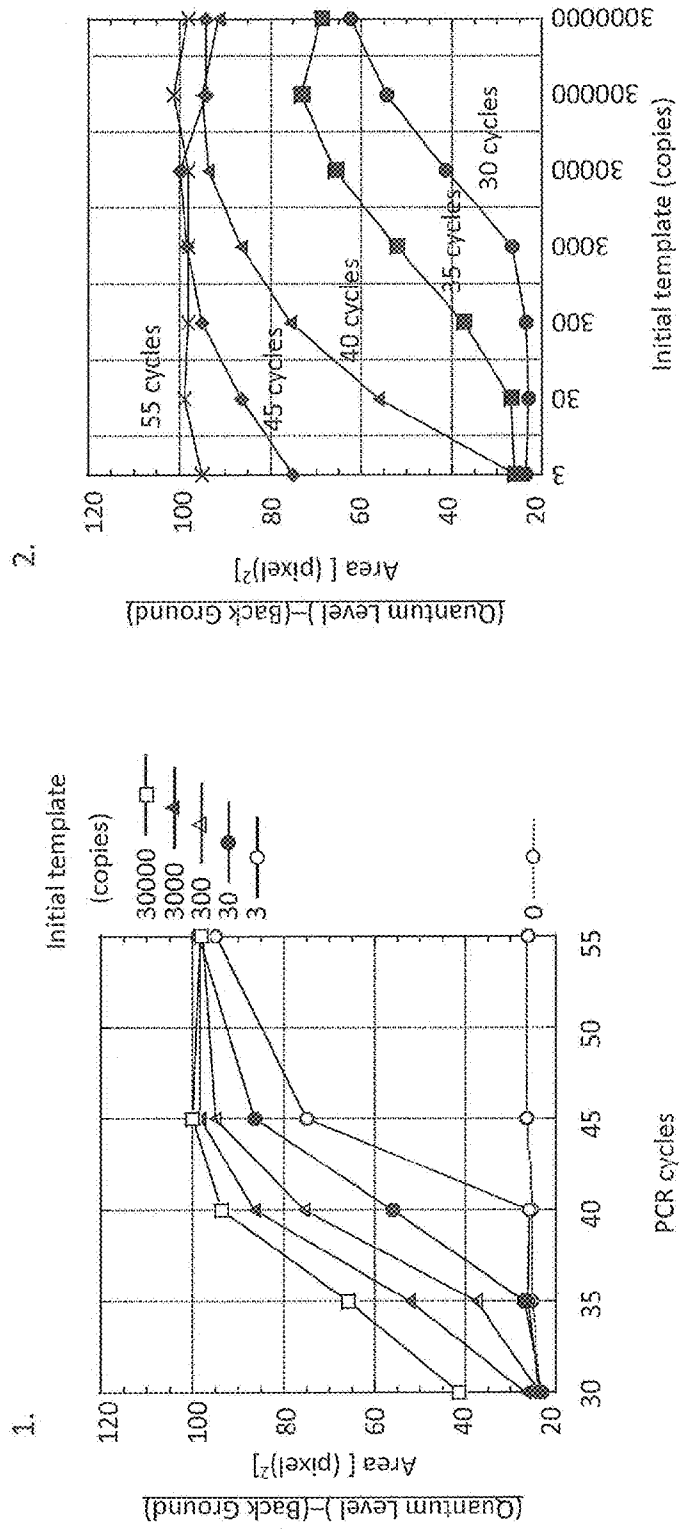 1.
(Quantum Level)–(Back Ground)
Area [ (pixel)²]
120
100
80
60
40
20
30
35
40
45
50
55
PCR cycles
Initial template
(copies)
30000
3000
300
30
3
0
2.
(Quantum Level)–(Back Ground)
Area [ (pixel)²]
120
100
80
60
40
20
55 cycles
45 cycles
40 cycles
35 cycles
30 cycles
3
30
300
3000
30000
300000
3000000
Initial template (copies)